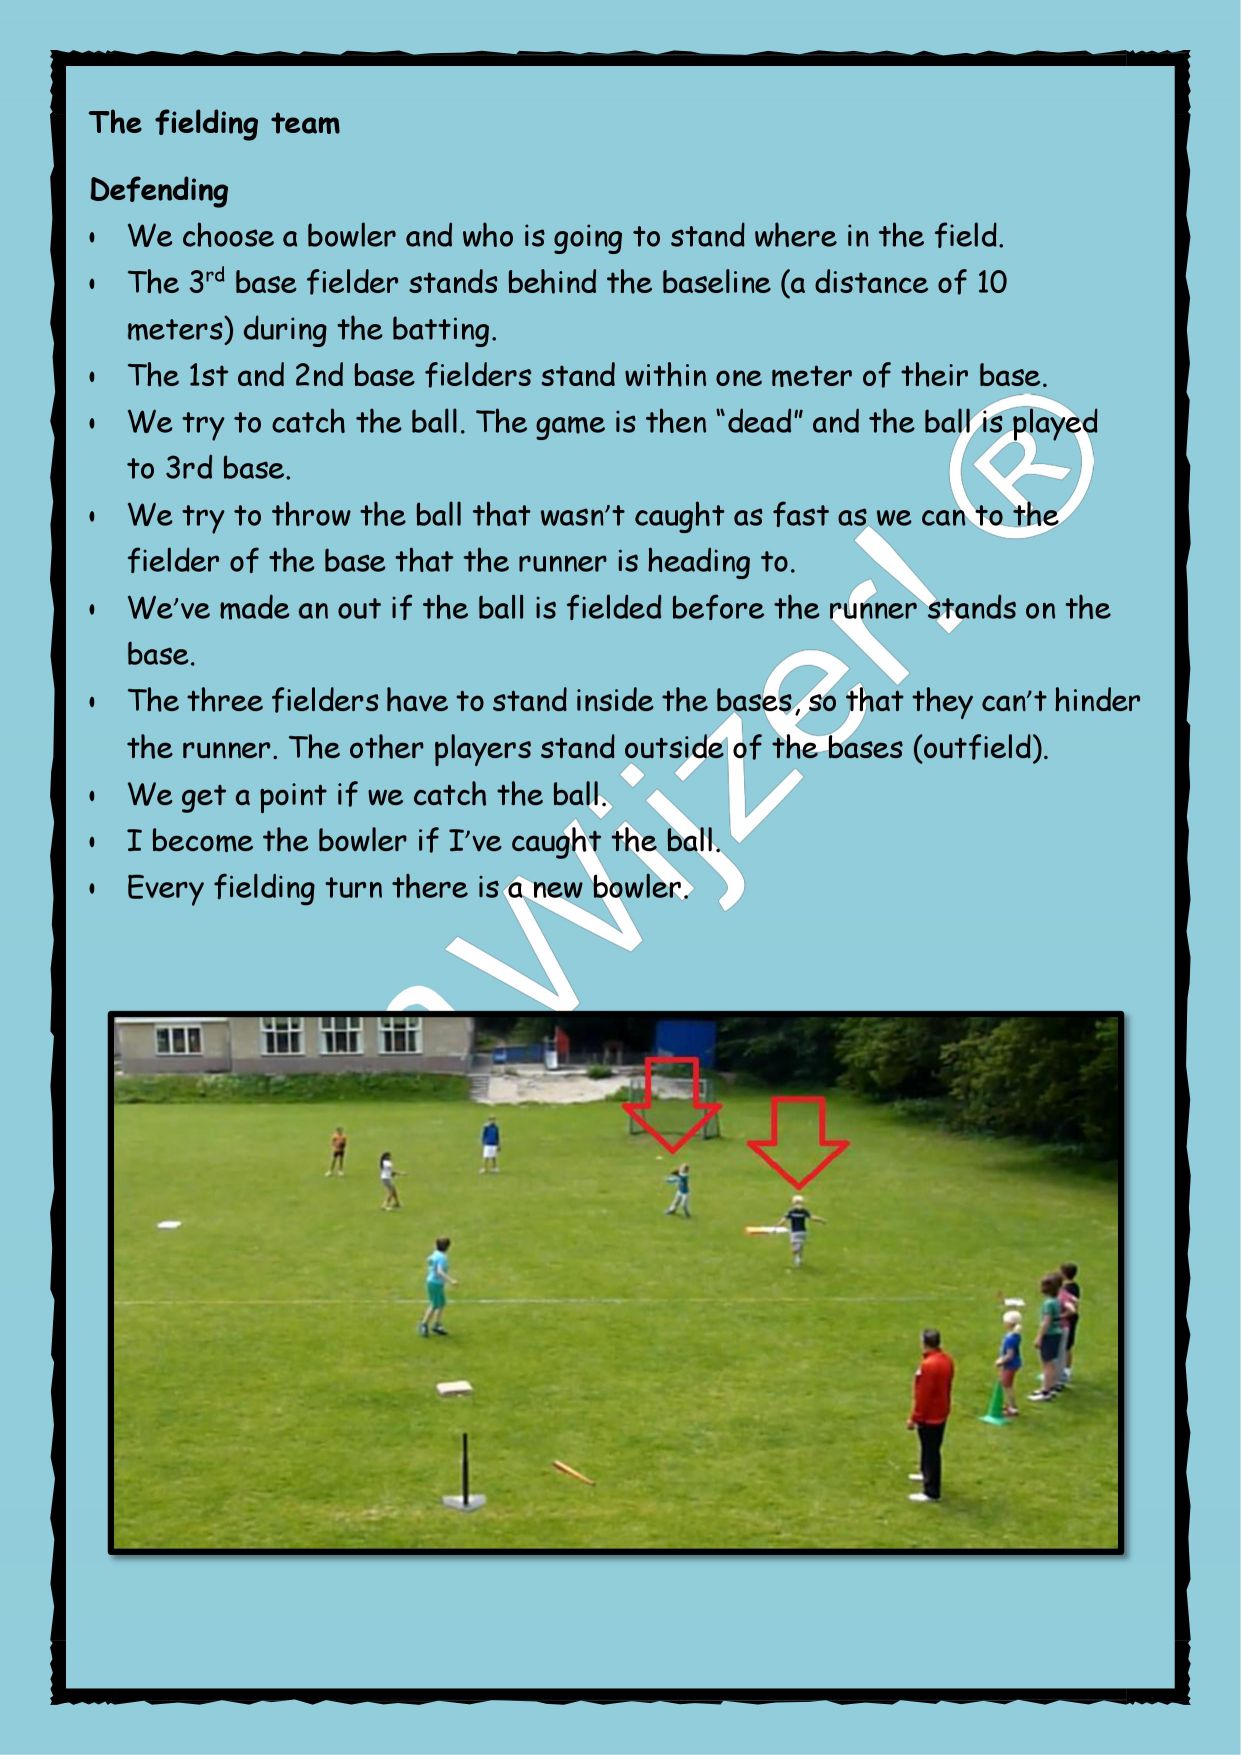 The fielding team
Defending
• We choose a bowler and who is going to stand where in the field.
• The 3rd base fielder stands behind the baseline (a distance of 10
meters) during the batting.
• The 1st and 2nd base fielders stand within one meter of their base.
• We try to catch the ball. The game is then “dead” and the ball is played
to 3rd base.
• We try to throw the ball that wasn’t caught as fast as we can to the
fielder of the base that the runner is heading to.
• We’ve made an out if the ball is fielded before the runner stands on the
base.
• The three fielders have to stand inside the bases, so that they can’t hinder
the runner. The other players stand outside of the bases (outfield).
• We get a point if we catch the ball.
• I become the bowler if I’ve caught the ball.
• Every fielding turn there is a new bowler.
Wijzer! ®